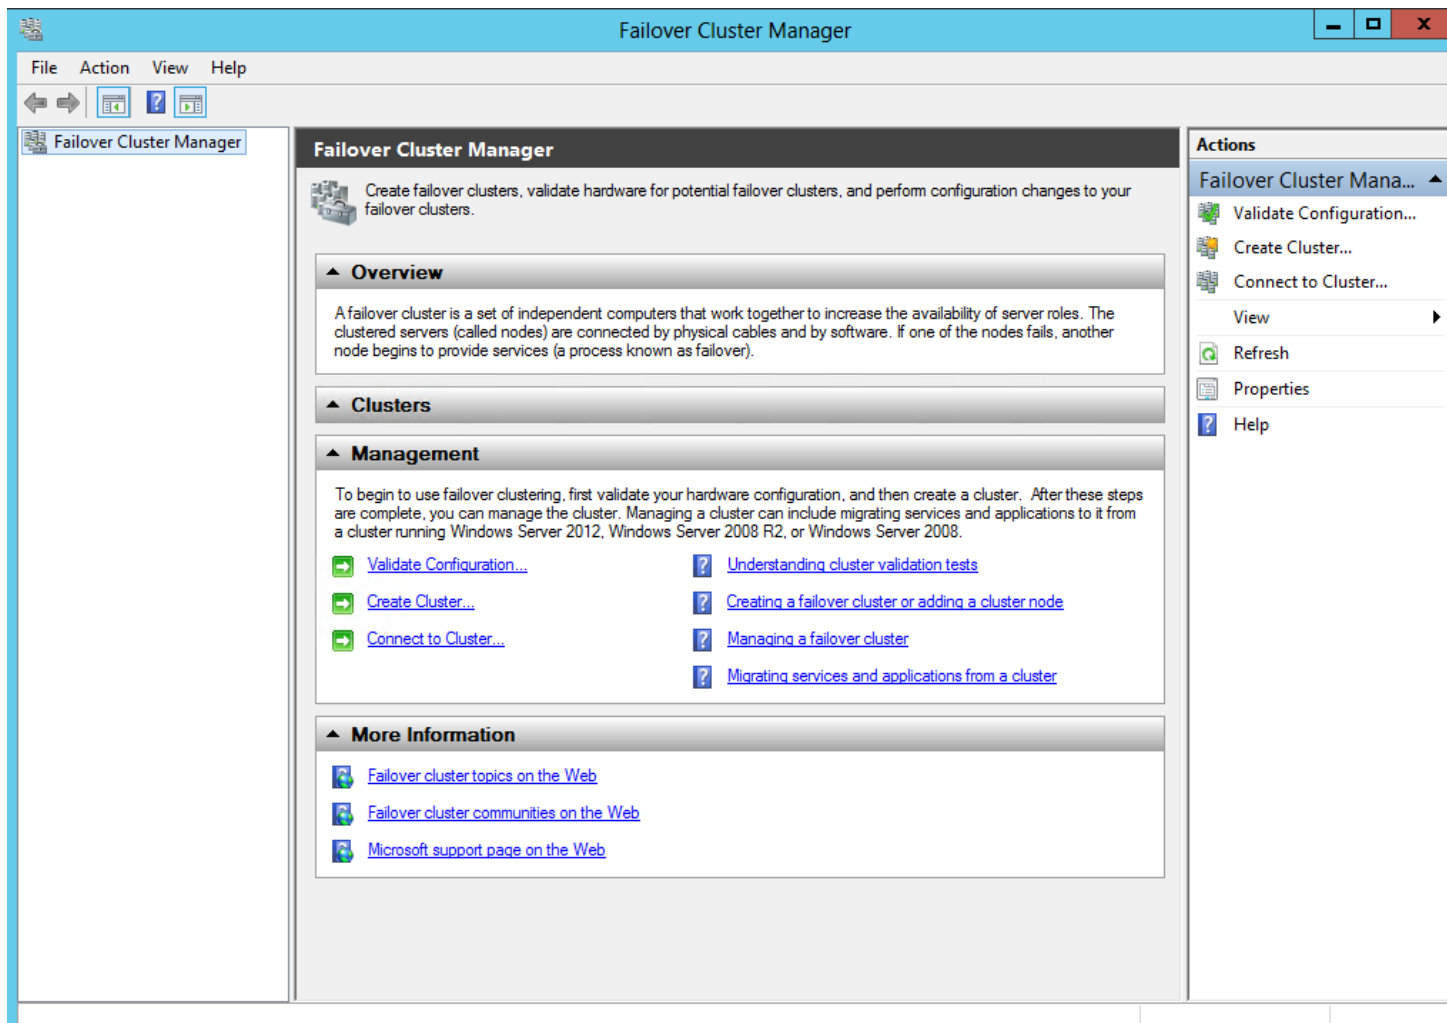 Failover Cluster Manager
File Action View Help
Failover Cluster Manager
Failover Cluster Manager
Create failover clusters, validate hardware for potential failover clusters, and perform configuration changes to your
failover clusters.
Overview
A failover cluster is a set of independent computers that work together to increase the availability of server roles. The
clustered servers (called nodes) are connected by physical cables and by software. If one of the nodes fails, another
node begins to provide services (a process known as failover).
Clusters
Management
To begin to use failover clustering, first validate your hardware configuration, and then create a cluster. After these steps
are complete, you can manage the cluster. Managing a cluster can include migrating services and applications to it from
a cluster running Windows Server 2012, Windows Server 2008 R2, or Windows Server 2008.
Validate Configuration...
Understanding cluster validation tests
Create Cluster...
Creating a failover cluster or adding a cluster node
Connect to Cluster...
Managing a failover cluster
Migrating services and applications from a cluster
More Information
Failover cluster topics on the Web
Failover cluster communities on the Web
Microsoft support page on the Web
Actions
Failover Cluster Mana...
Validate Configuration...
Create Cluster...
Connect to Cluster...
View
Refresh
Properties
Help